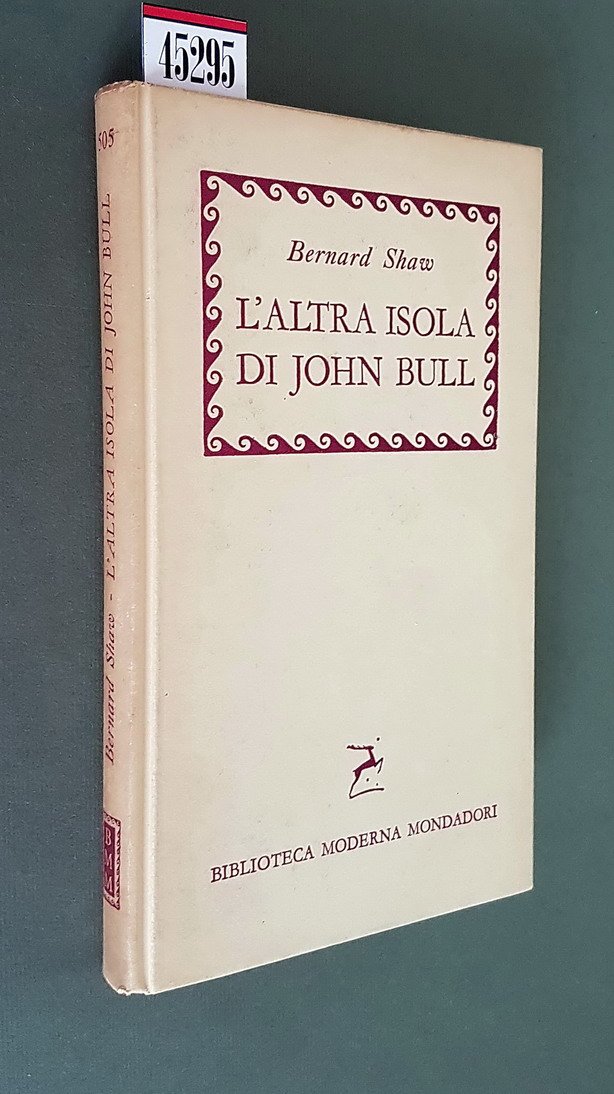 45295
Bernard Shaw
L'ALTRA ISOLA
DI JOHN BULL
BIBLIOTECA MODERNA MONDADORI
505
Bernard Shaw - L'ALTRA ISOLA DI JOHN BULL
BMM